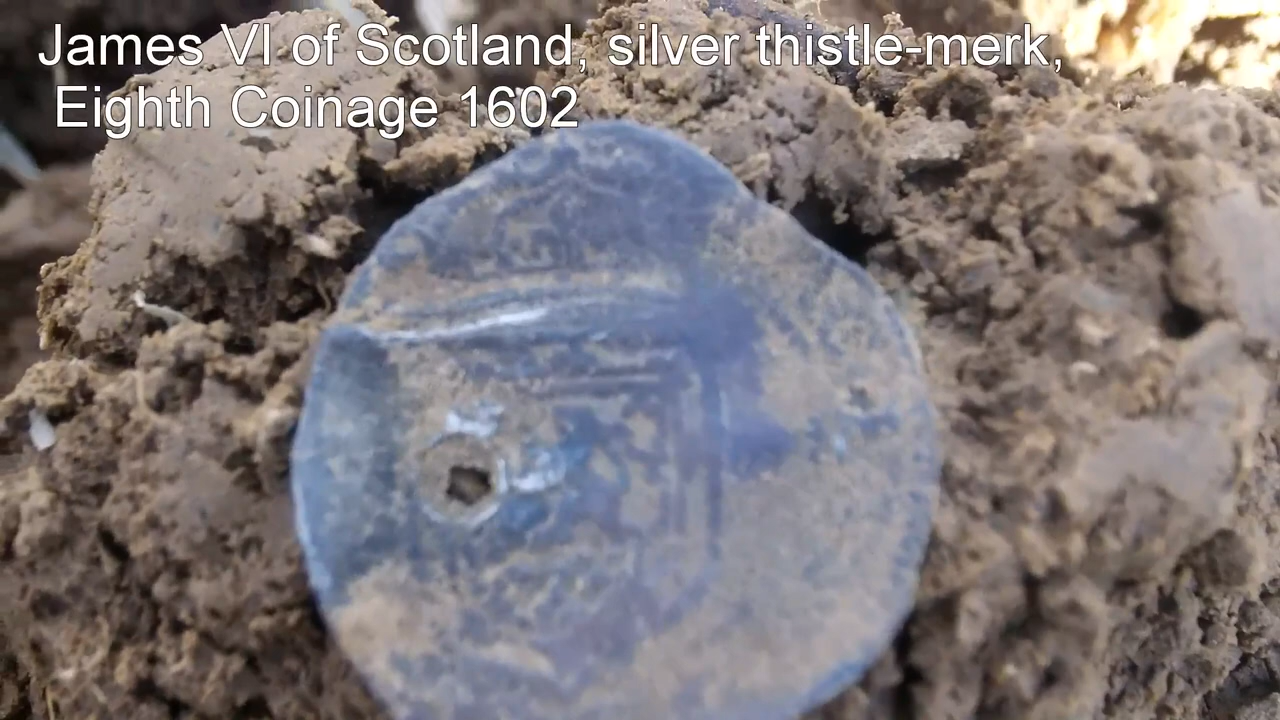 James VI of Scotland, silver thistle-merk,
Eighth Coinage 1602